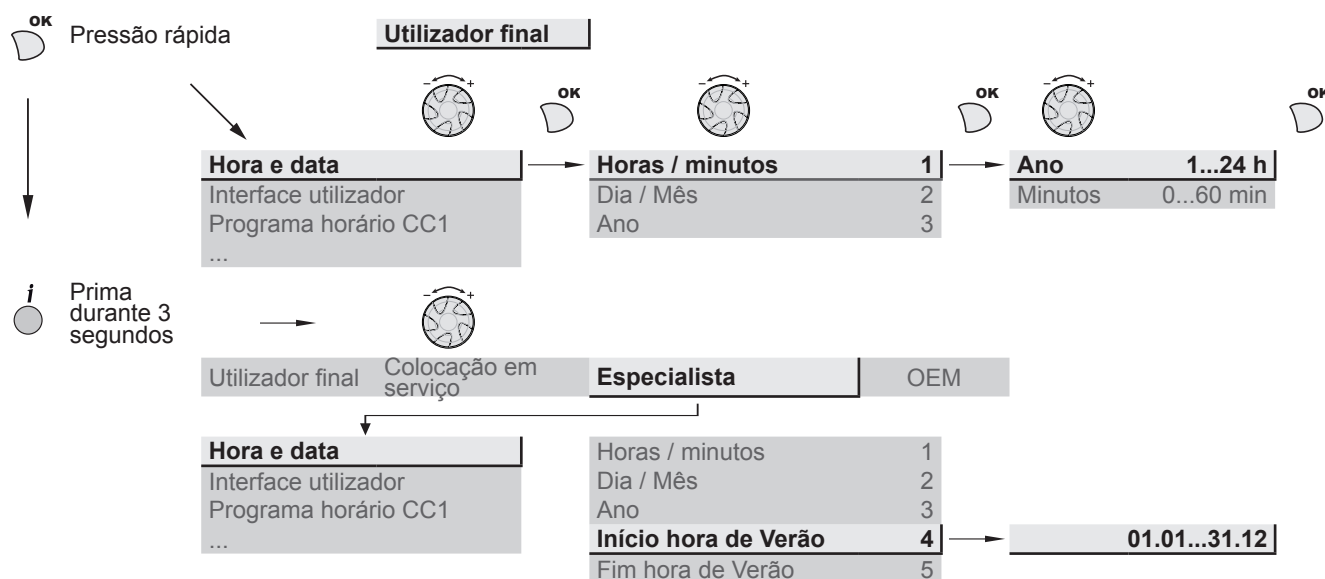 OK
Pressão rápida
Utilizador final
- +
OK
- +
OK
- +
OK
Hora e data
Interface utilizador
Programa horário CC1
...
Horas / minutos 1
Dia / Mês 2
Ano 3
Ano 1...24 h
Minutos 0...60 min
i
Prima
durante 3
segundos
- +
Utilizador final
Colocação em
serviço
Especialista
OEM
Hora e data
Interface utilizador
Programa horário CC1
...
Horas / minutos 1
Dia / Mês 2
Ano 3
Início hora de Verão 4
Fim hora de Verão 5
01.01...31.12